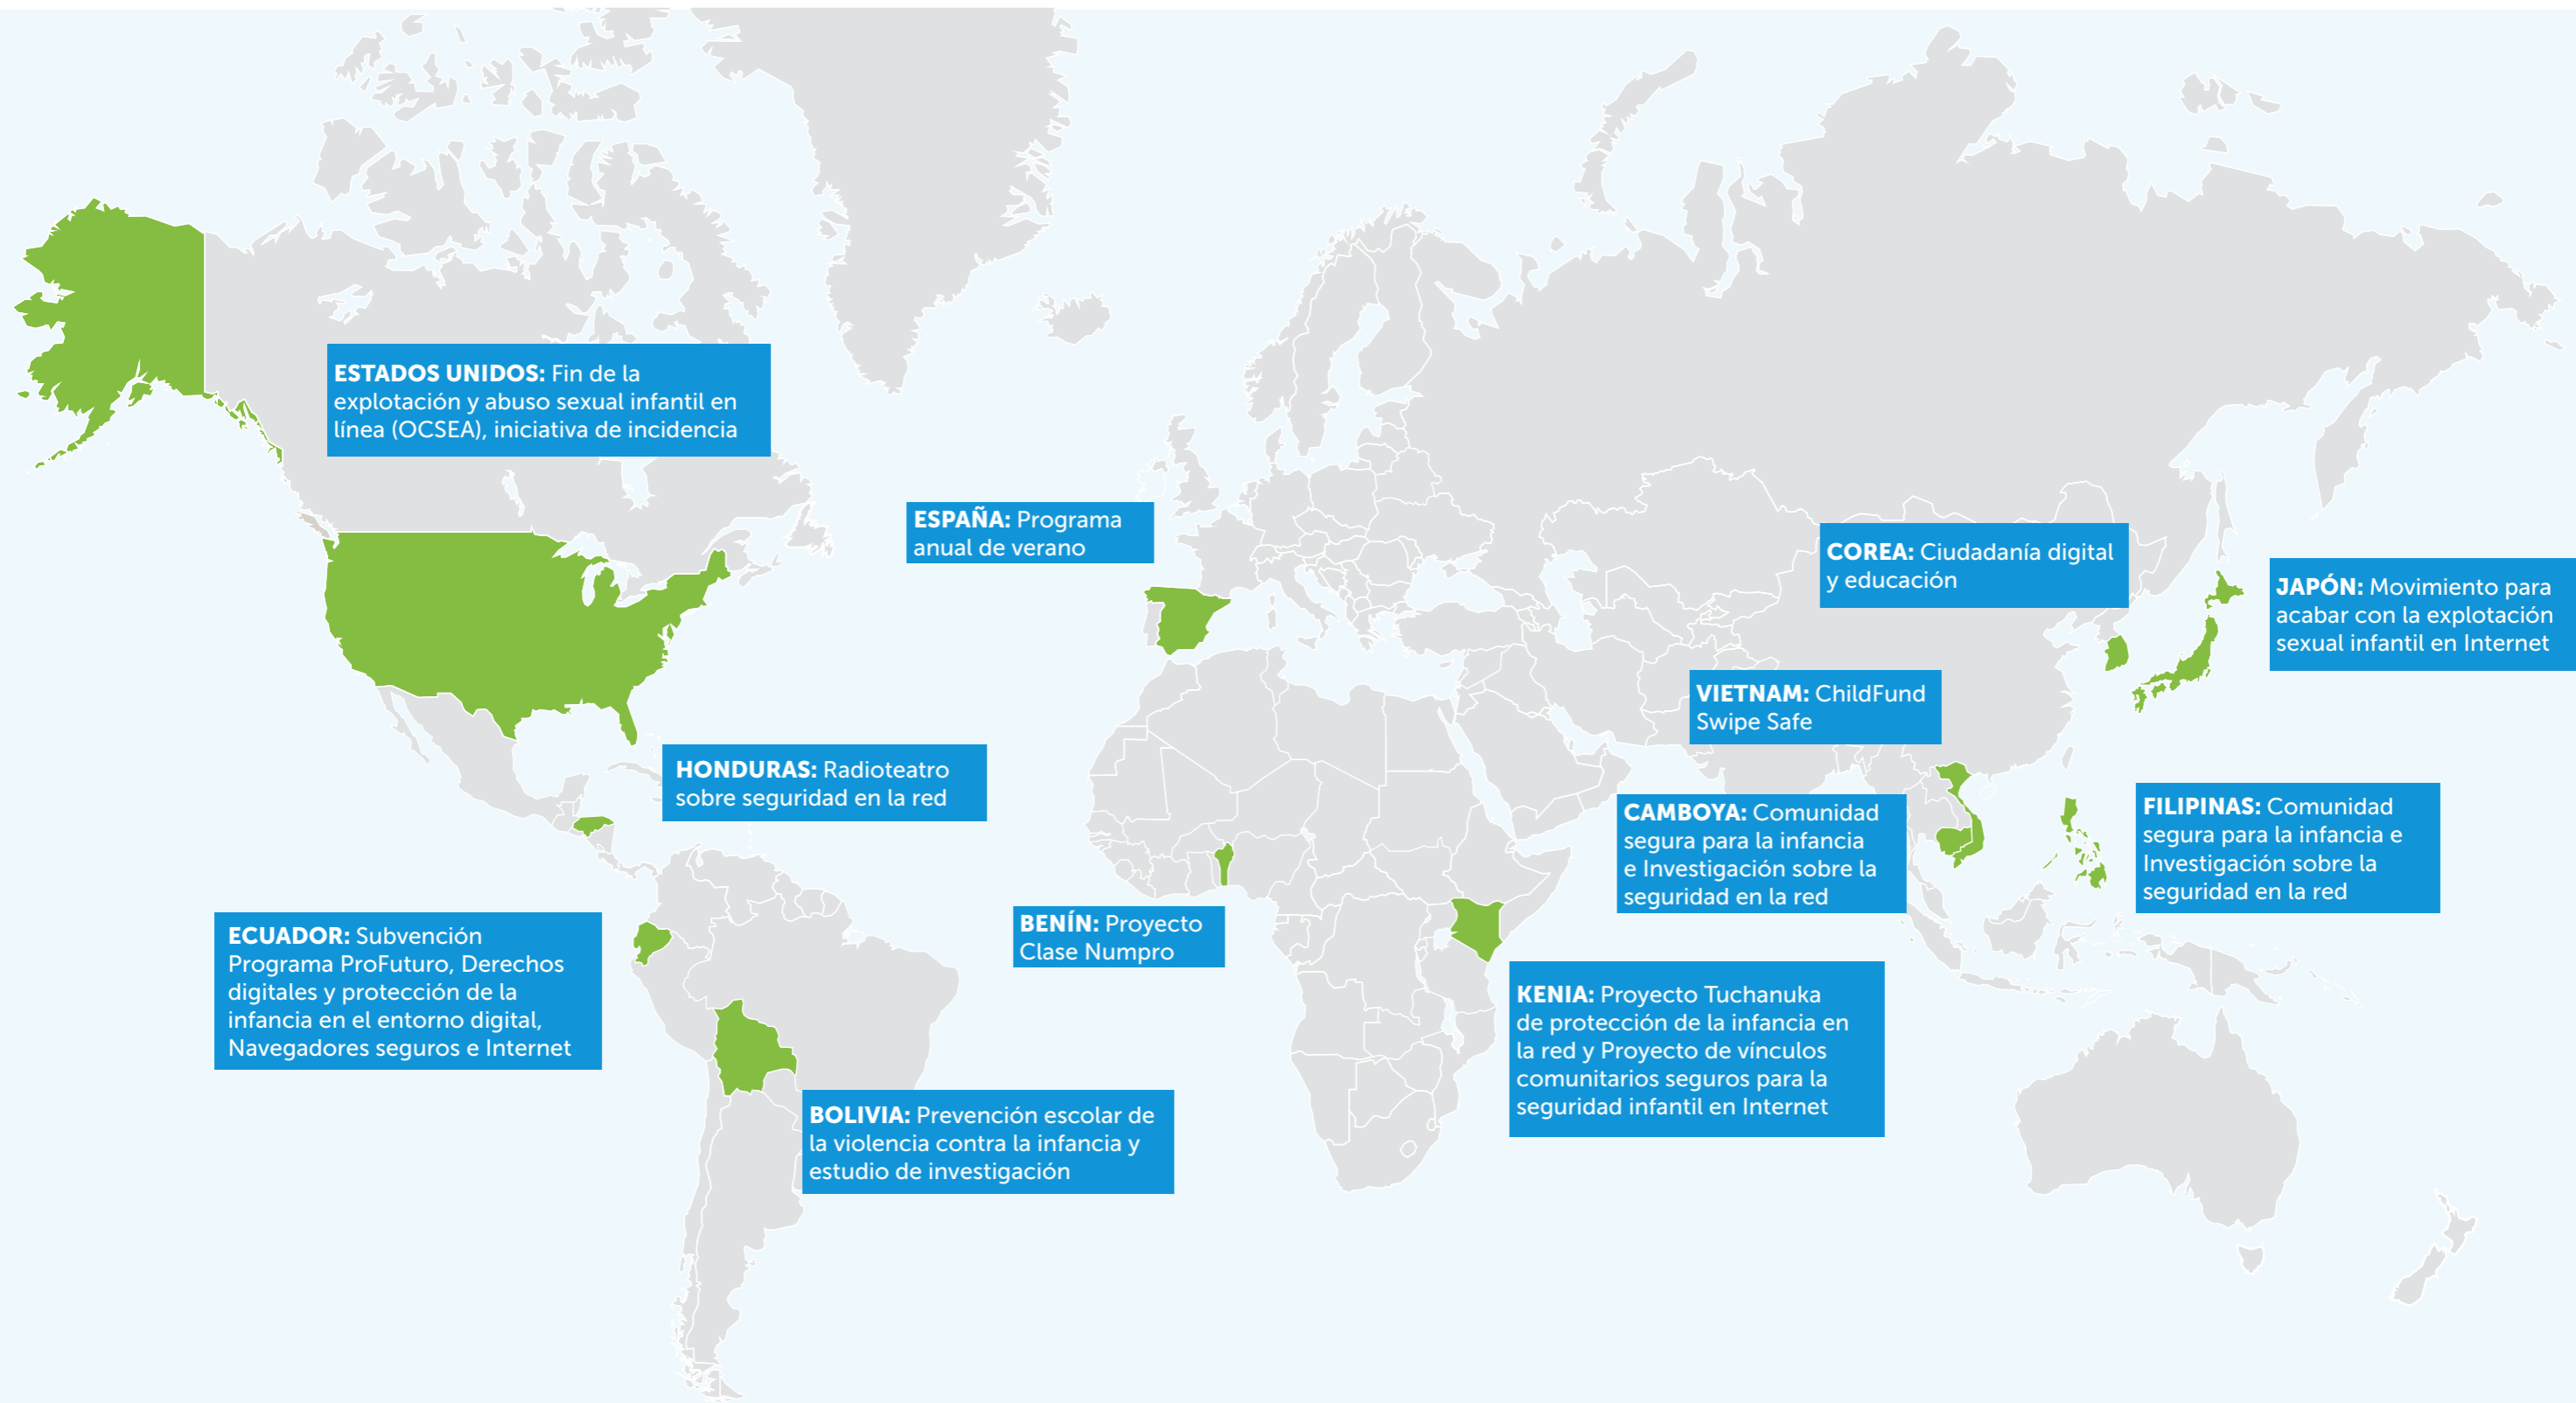 ESTADOS UNIDOS: Fin de la
explotación y abuso sexual infantil en
línea (OCSEA), iniciativa de incidencia
ESPAÑA: Programa
anual de verano
COREA: Ciudadanía digital
y educación
JAPÓN: Movimiento para
acabar con la explotación
sexual infantil en Internet
VIETNAM: ChildFund
Swipe Safe
HONDURAS: Radioteatro
sobre seguridad en la red
CAMBOYA: Comunidad
segura para la infancia
e Investigación sobre la
seguridad en la red
FILIPINAS: Comunidad
segura para la infancia e
Investigación sobre la
seguridad en la red
ECUADOR: Subvención
Programa ProFuturo, Derechos
digitales y protección de la
infancia en el entorno digital,
Navegadores seguros e Internet
BENÍN: Proyecto
Clase Numpro
KENIA: Proyecto Tuchanuka
de protección de la infancia en
la red y Proyecto de vínculos
comunitarios seguros para la
seguridad infantil en Internet
BOLIVIA: Prevención escolar de
la violencia contra la infancia y
estudio de investigación